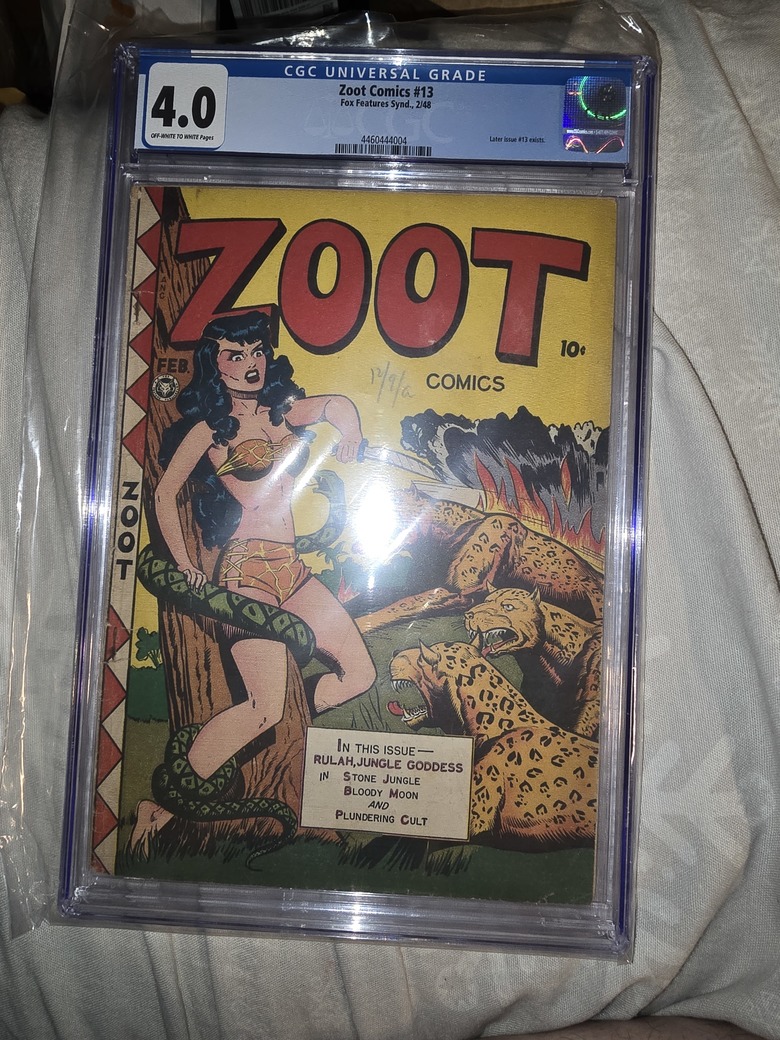 CGC UNIVERSAL GRADE
4.0
OFF-WHITE TO WHITE Pages
Zoot Comics #13
Fox Features Synd., 2/48
4460444004
Later issue #13 exists.
ZOOT
10¢
FEB.
COMICS
ZOOT
IN THIS ISSUE—
RULAH, JUNGLE GODDESS
IN STONE JUNGLE
BLOODY MOON
AND
PLUNDERING CULT